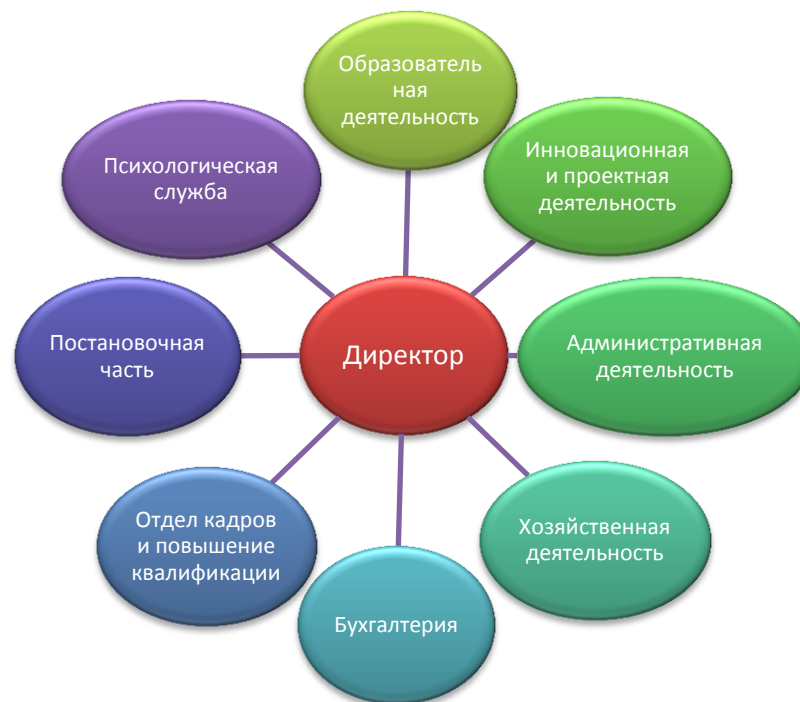 Образователь
ная
деятельность
Инновационная
и проектная
деятельность
Административная
деятельность
Хозяйственная
деятельность
Бухгалтерия
Отдел кадров
и повышение
квалификации
Постановочная
часть
Психологическая
служба
Директор